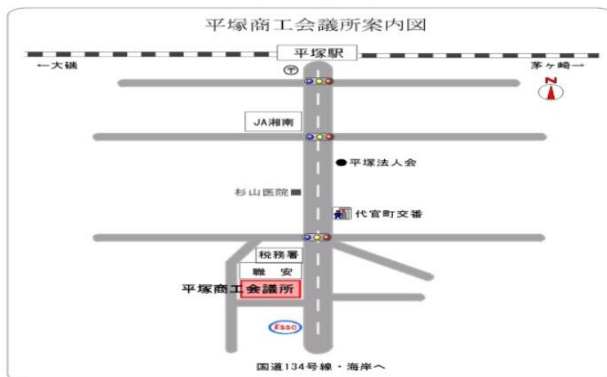 平塚商工会議所案内図
平塚駅
←大磯
茅ヶ崎→
〒
N
JA湘南
●平塚法人会
杉山医院■
代官町交番
税務署
職 安
平塚商工会議所
Esso
国道134号線・海岸へ